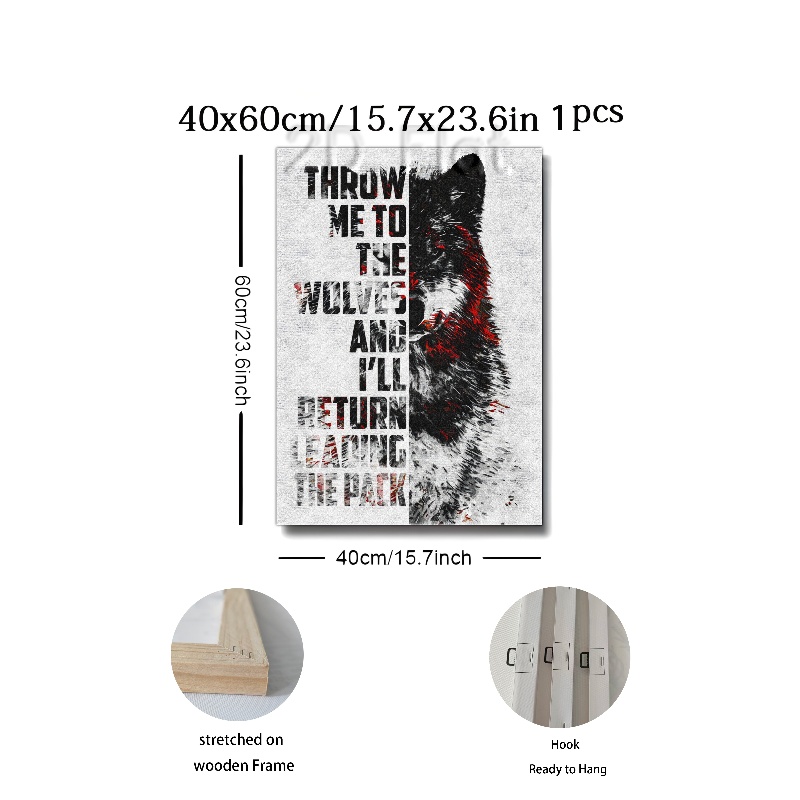 40x60cm/15.7x23.6in 1pcs
THROW
ME TO
THE
WOLVES
AND
I'LL
RETURN
LEADING
THE PACK
60cm/23.6inch
40cm/15.7inch
stretched on
wooden Frame
Hook
Ready to Hang